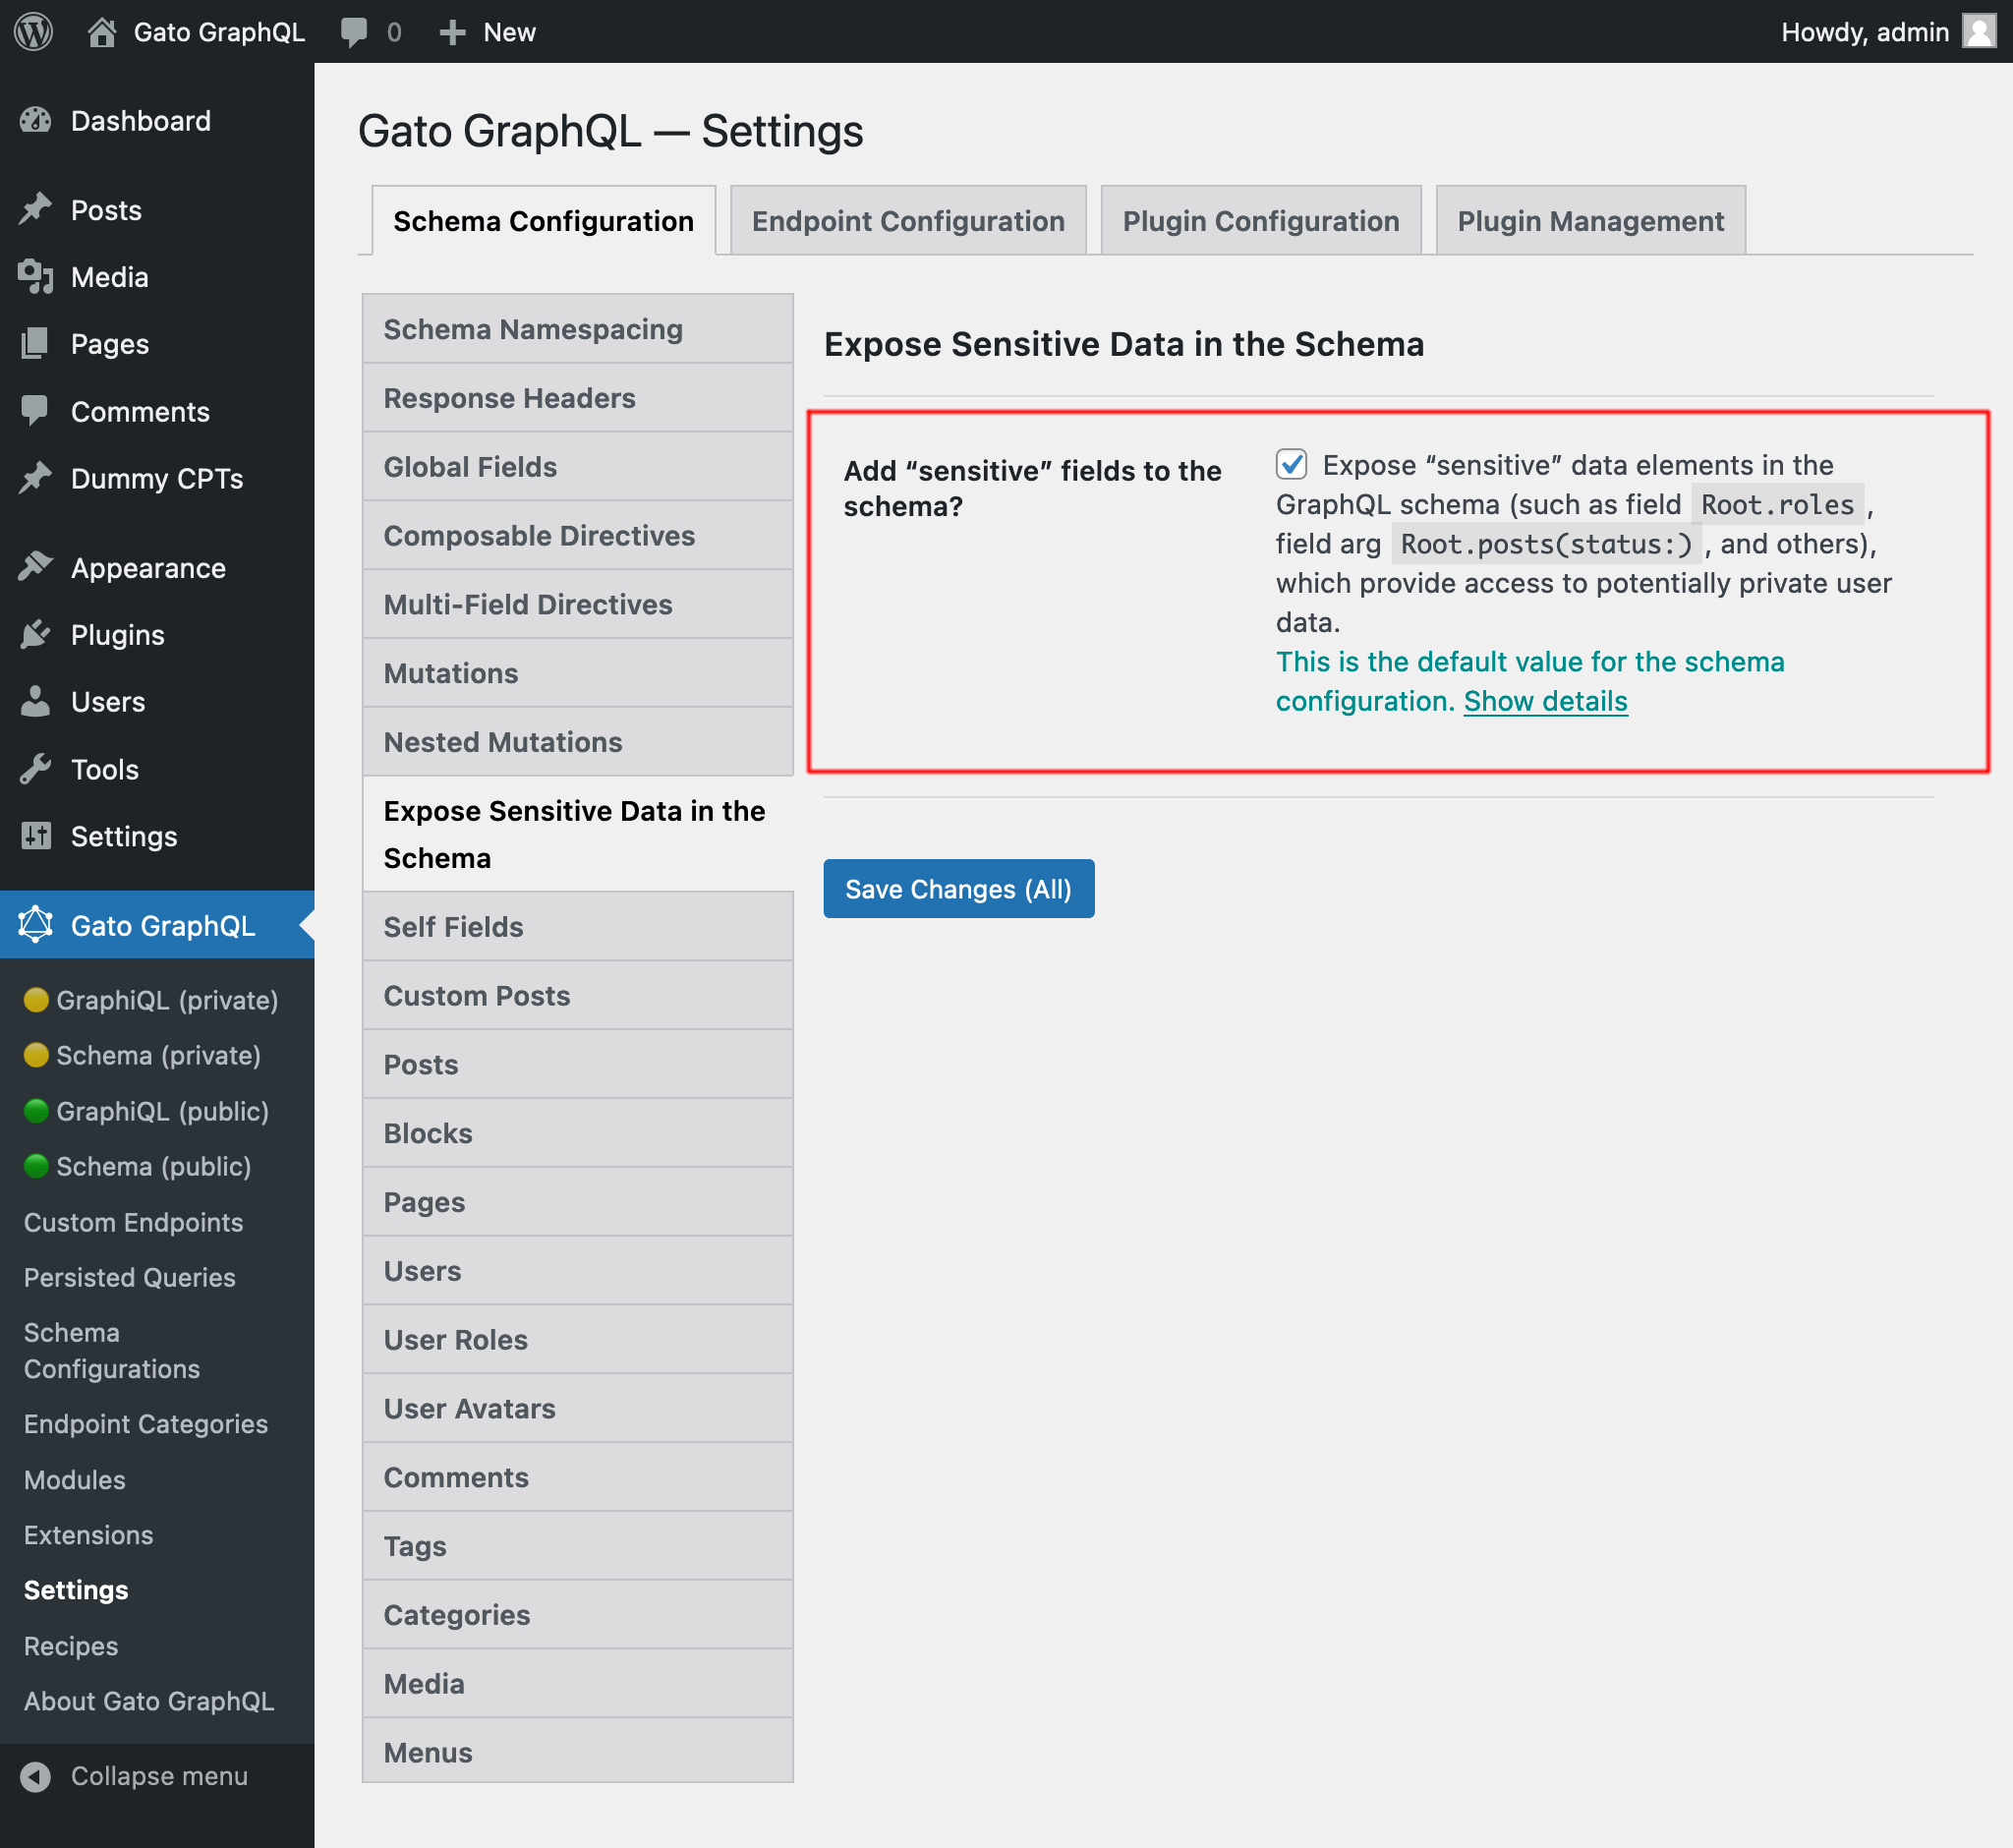 Gato GraphQL 0 New Howdy, admin
Dashboard
Posts
Media
Pages
Comments
Dummy CPTs
Appearance
Plugins
Users
Tools
Settings
Gato GraphQL
GraphiQL (private)
Schema (private)
GraphiQL (public)
Schema (public)
Custom Endpoints
Persisted Queries
Schema
Configurations
Endpoint Categories
Modules
Extensions
Settings
Recipes
About Gato GraphQL
Collapse menu
Gato GraphQL — Settings
Schema Configuration Endpoint Configuration Plugin Configuration Plugin Management
Schema Namespacing
Response Headers
Global Fields
Composable Directives
Multi-Field Directives
Mutations
Nested Mutations
Expose Sensitive Data in the
Schema
Self Fields
Custom Posts
Posts
Blocks
Pages
Users
User Roles
User Avatars
Comments
Tags
Categories
Media
Menus
Expose Sensitive Data in the Schema
Add “sensitive” fields to the
schema?
Expose “sensitive” data elements in the
GraphQL schema (such as field Root.roles ,
field arg Root.posts(status:) , and others),
which provide access to potentially private user
data.
This is the default value for the schema
configuration. Show details
Save Changes (All)